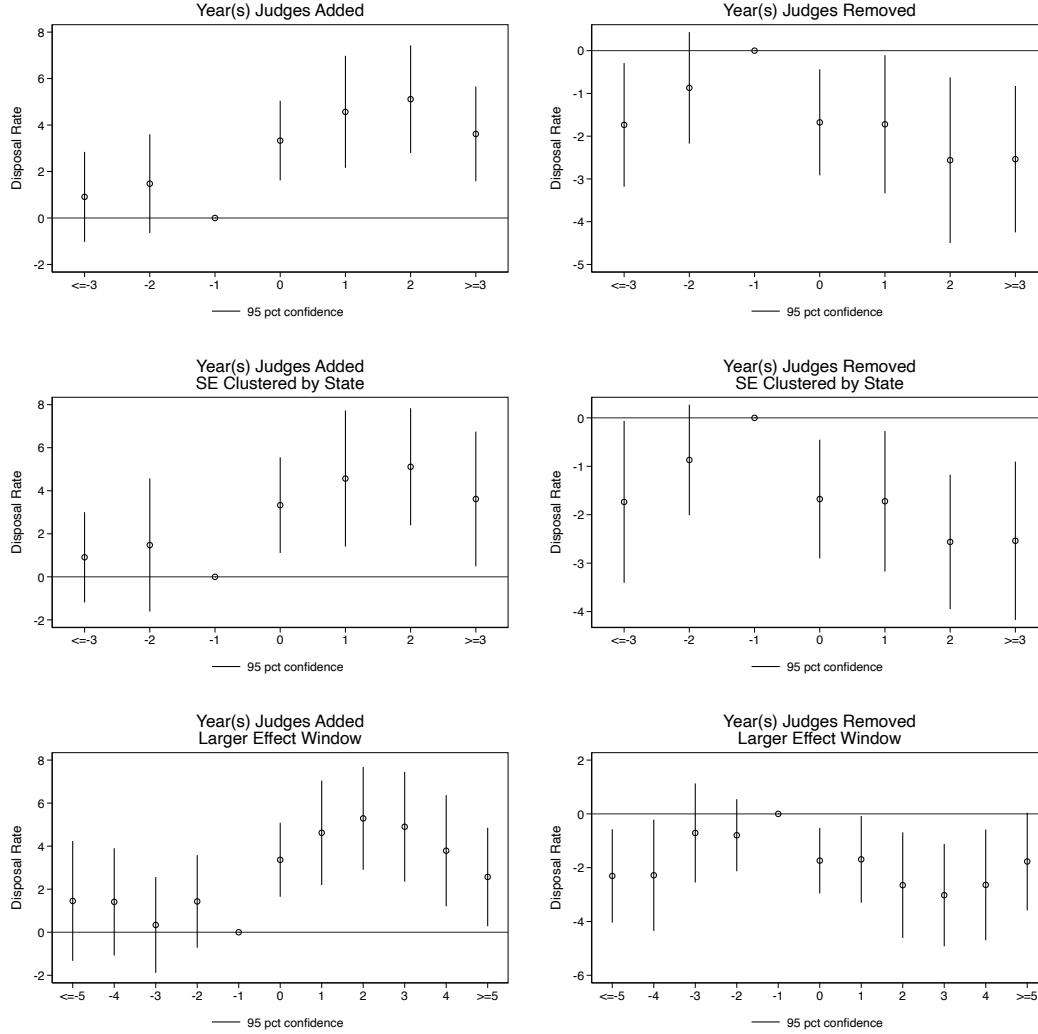 Year(s) Judges Added
8
6
4
2
0
-2
Disposal Rate
<=-3 -2 -1 0 1 2 >=3
95 pct confidence
Year(s) Judges Removed
0
-1
-2
-3
-4
-5
Disposal Rate
<=-3 -2 -1 0 1 2 >=3
95 pct confidence
Year(s) Judges Added
SE Clustered by State
8
6
4
2
0
-2
Disposal Rate
<=-3 -2 -1 0 1 2 >=3
95 pct confidence
Year(s) Judges Removed
SE Clustered by State
0
-1
-2
-3
-4
Disposal Rate
<=-3 -2 -1 0 1 2 >=3
95 pct confidence
Year(s) Judges Added
Larger Effect Window
8
6
4
2
0
-2
Disposal Rate
<=-5 -4 -3 -2 -1 0 1 2 3 4 >=5
95 pct confidence
Year(s) Judges Removed
Larger Effect Window
2
0
-2
-4
-6
Disposal Rate
<=-5 -4 -3 -2 -1 0 1 2 3 4 >=5
95 pct confidence